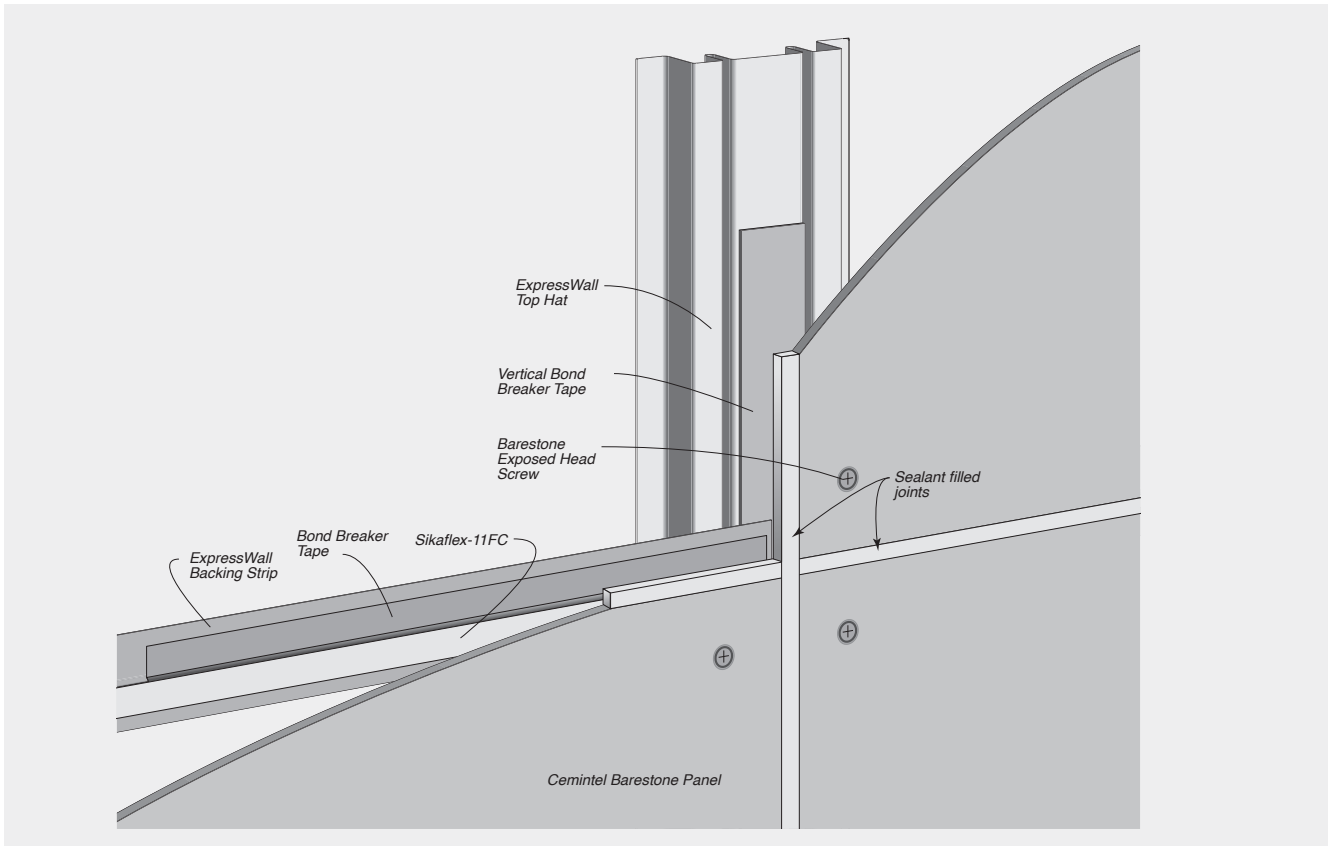 ExpressWall
Top Hat
Vertical Bond
Breaker Tape
Barestone
Exposed Head
Screw
Sealant filled
joints
Bond Breaker
Tape
Sikaflex-11FC
ExpressWall
Backing Strip
Cemintel Barestone Panel